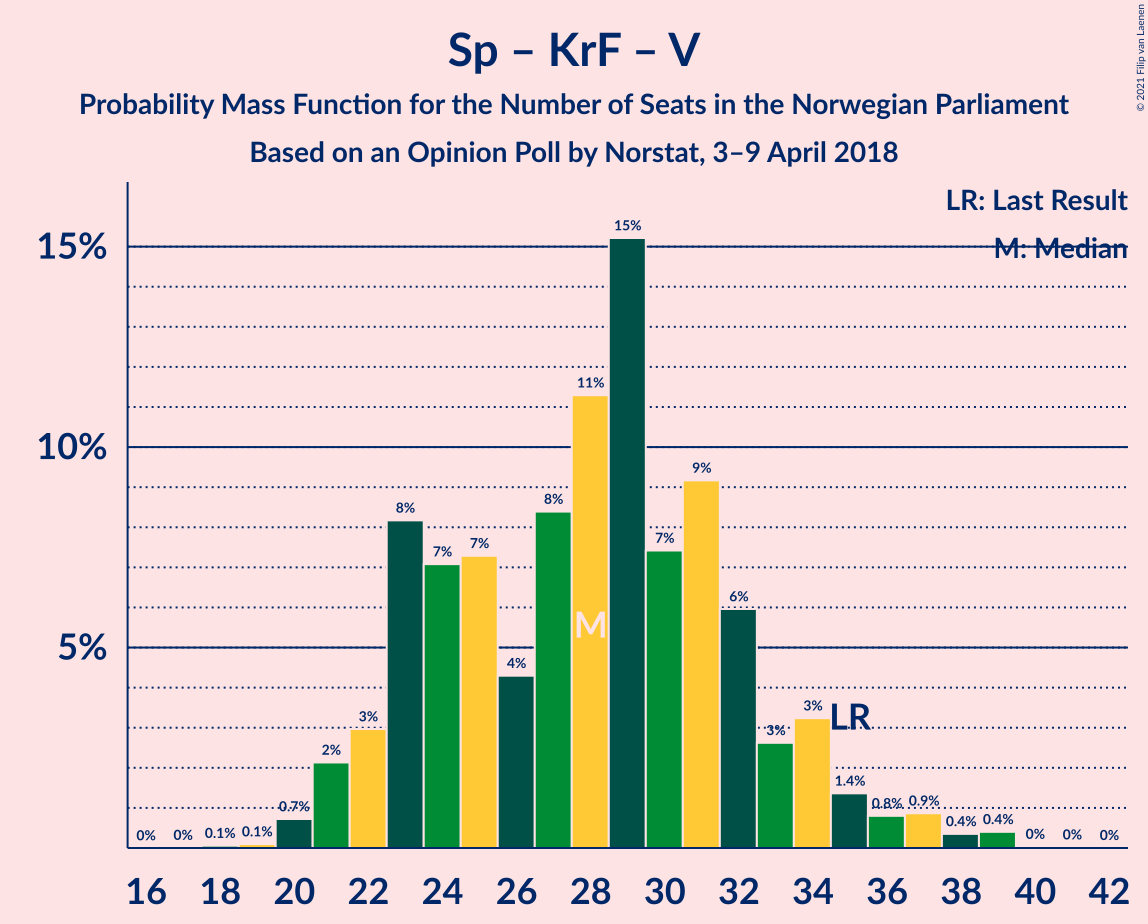 Sp – KrF – V
Probability Mass Function for the Number of Seats in the Norwegian Parliament
Based on an Opinion Poll by Norstat, 3–9 April 2018
© 2021 Filip van Laenen
LR: Last Result
M: Median
15%
10%
5%
0% 0% 0.1% 0.1% 0.7% 2% 3% 8% 7% 7% 4% 8% 11% 15% 7% 9% 6% 3% 3% 1.4% 0.8% 0.9% 0.4% 0.4% 0% 0% 0%
M
LR
16 18 20 22 24 26 28 30 32 34 36 38 40 42